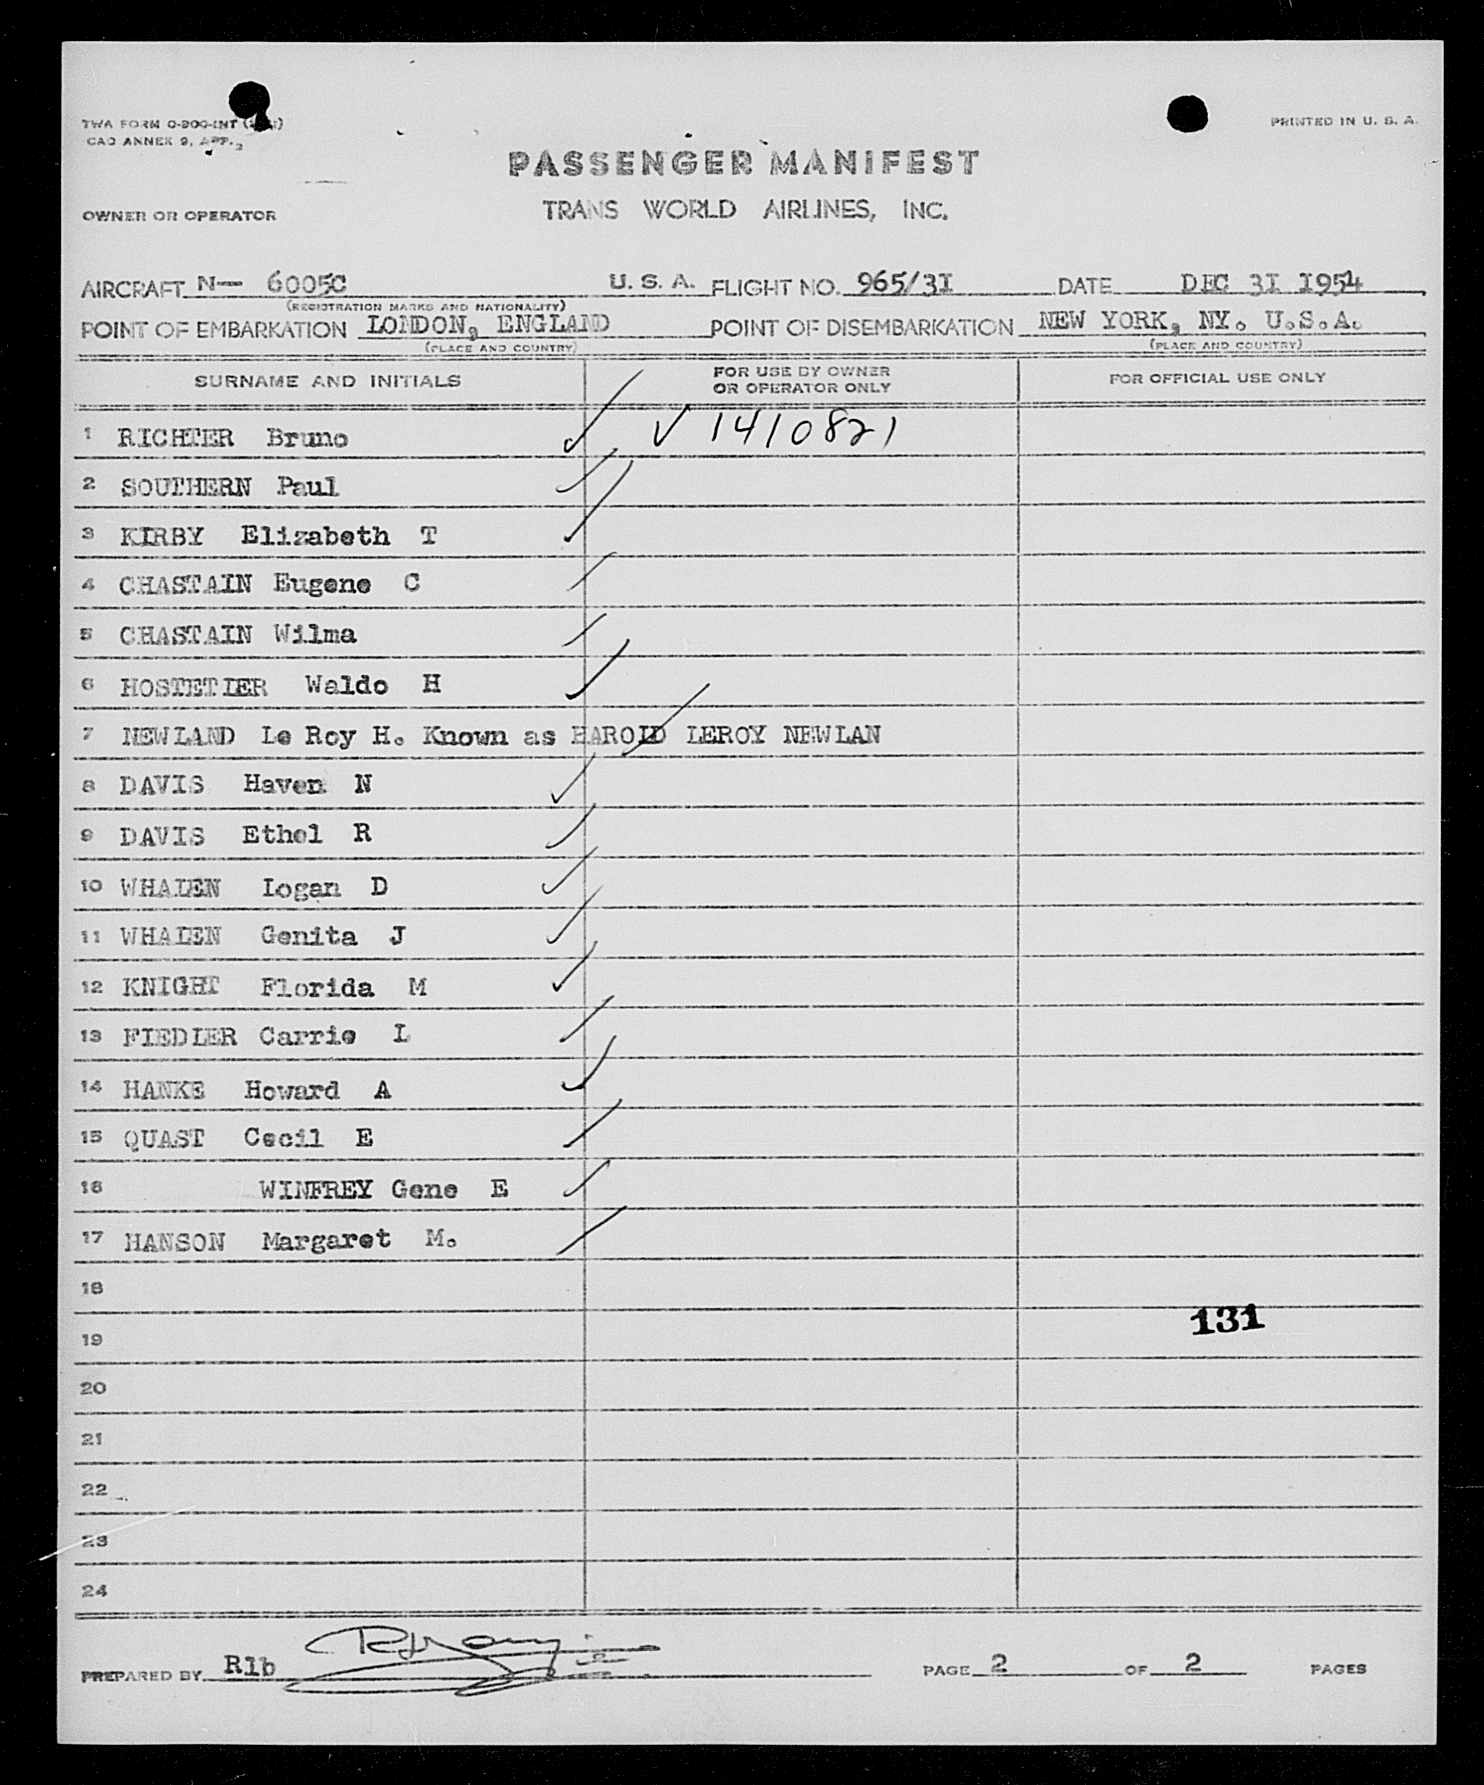 TWA FORM O-200-INT
PRINTED IN U. S. A.
CAO ANNEX 9, APP.
PASSENGER MANIFEST
OWNER OR OPERATOR
TRANS WORLD AIRLINES, INC.
AIRCRAFT N— 6005C U. S. A. FLIGHT NO. 965/31 DATE DEC 31 1954
(REGISTRATION MARKS AND NATIONALITY)
POINT OF EMBARKATION LONDON, ENGLAND POINT OF DISEMBARKATION NEW YORK, NY. U.S.A.
(PLACE AND COUNTRY) (PLACE AND COUNTRY)
SURNAME AND INITIALS FOR USE BY OWNER OR OPERATOR ONLY FOR OFFICIAL USE ONLY
1 RICHTER Bruno ✓ ✓ 1410821
2 SOUTHERN Paul ✓
3 KIRBY Elizabeth T ✓
4 CHASTAIN Eugene C ✓
5 CHASTAIN Wilma ✓
6 HOSTETLER Waldo H ✓
7 NEWLAND Le Roy H. Known as HAROLD LEROY NEWLAN ✓
8 DAVIS Haven N ✓
9 DAVIS Ethel R ✓
10 WHALEN Logan D ✓
11 WHALEN Genita J ✓
12 KNIGHT Florida M ✓
13 FIEDLER Carrie L ✓
14 HANKE Howard A ✓
15 QUAST Cecil E ✓
16 WINFREY Gene E ✓
17 HANSON Margaret M. ✓
18
131
19
20
21
22
23
24
PREPARED BY Rlb PAGE 2 OF 2 PAGES